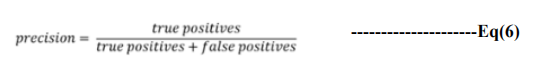 precision = true positives / true positives + false positives ---------------------Eq(6)